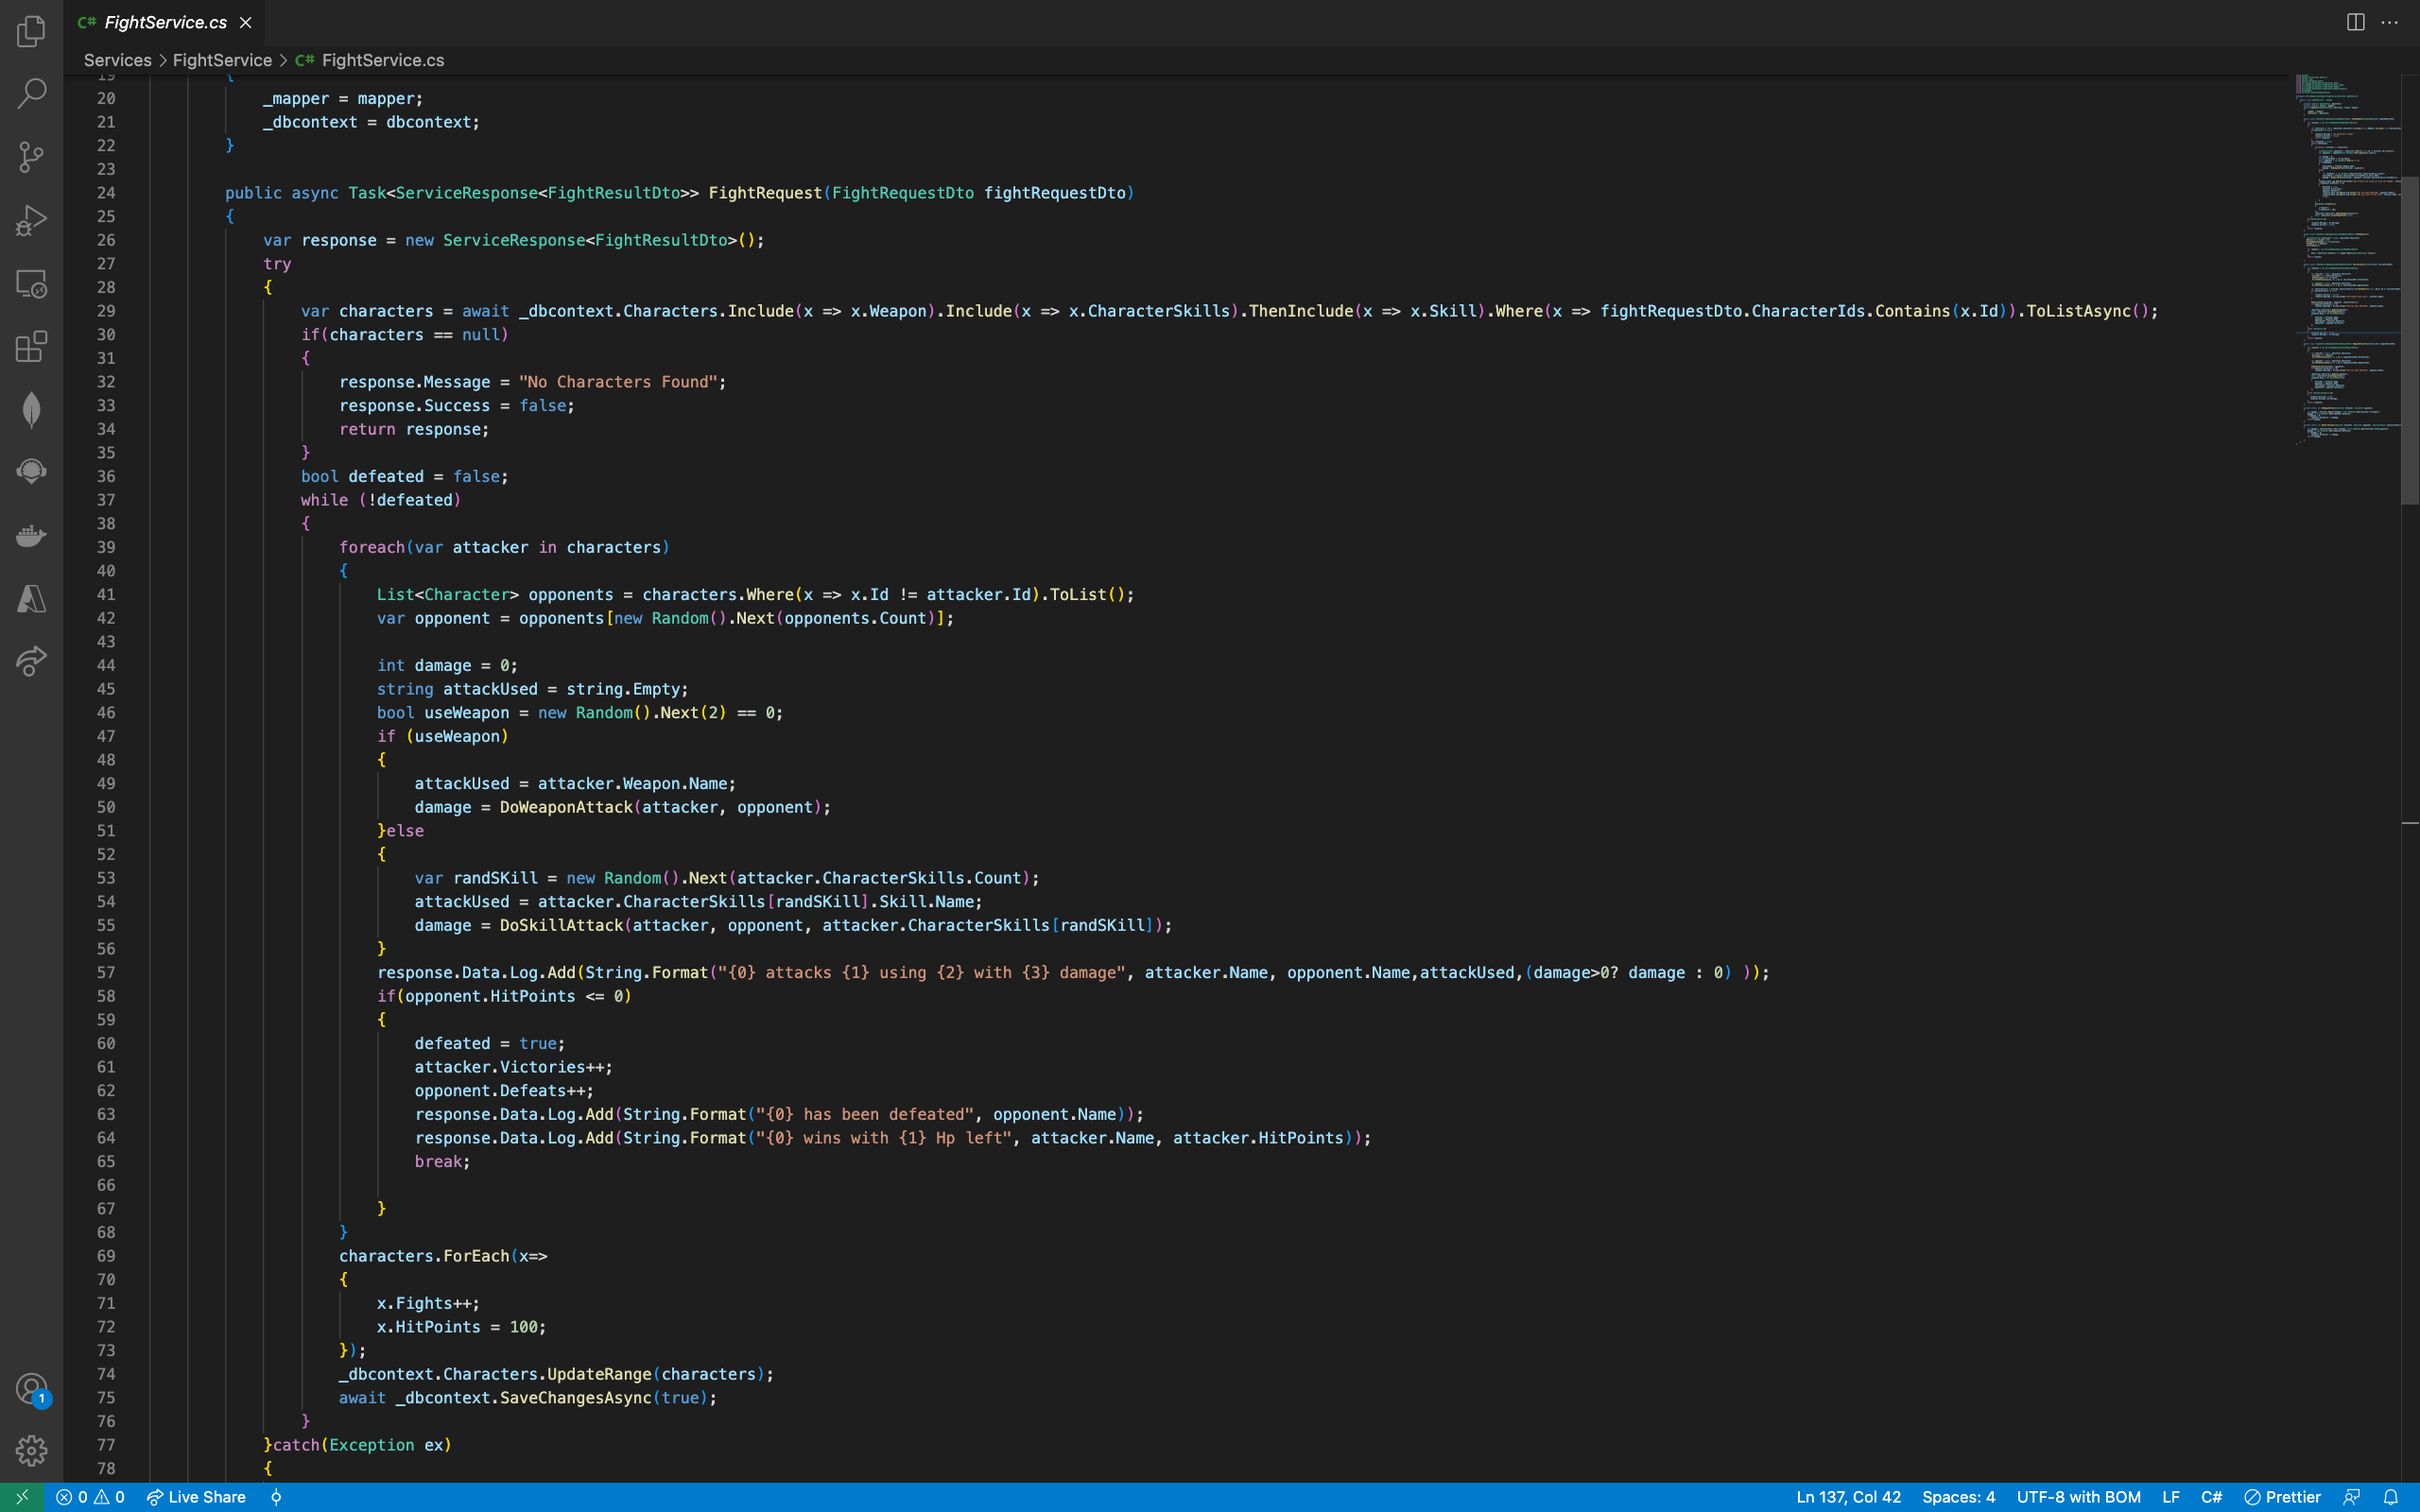 C# FightService.cs ×
Services > FightService > C# FightService.cs
19 {
20 _mapper = mapper;
21 _dbcontext = dbcontext;
22 }
23
24 public async Task<ServiceResponse<FightResultDto>> FightRequest(FightRequestDto fightRequestDto)
25 {
26 var response = new ServiceResponse<FightResultDto>();
27 try
28 {
29 var characters = await _dbcontext.Characters.Include(x => x.Weapon).Include(x => x.CharacterSkills).ThenInclude(x => x.Skill).Where(x => fightRequestDto.CharacterIds.Contains(x.Id)).ToListAsync();
30 if(characters == null)
31 {
32 response.Message = "No Characters Found";
33 response.Success = false;
34 return response;
35 }
36 bool defeated = false;
37 while (!defeated)
38 {
39 foreach(var attacker in characters)
40 {
41 List<Character> opponents = characters.Where(x => x.Id != attacker.Id).ToList();
42 var opponent = opponents[new Random().Next(opponents.Count)];
43
44 int damage = 0;
45 string attackUsed = string.Empty;
46 bool useWeapon = new Random().Next(2) == 0;
47 if (useWeapon)
48 {
49 attackUsed = attacker.Weapon.Name;
50 damage = DoWeaponAttack(attacker, opponent);
51 }else
52 {
53 var randSKill = new Random().Next(attacker.CharacterSkills.Count);
54 attackUsed = attacker.CharacterSkills[randSKill].Skill.Name;
55 damage = DoSkillAttack(attacker, opponent, attacker.CharacterSkills[randSKill]);
56 }
57 response.Data.Log.Add(String.Format("{0} attacks {1} using {2} with {3} damage", attacker.Name, opponent.Name,attackUsed,(damage>0? damage : 0) ));
58 if(opponent.HitPoints <= 0)
59 {
60 defeated = true;
61 attacker.Victories++;
62 opponent.Defeats++;
63 response.Data.Log.Add(String.Format("{0} has been defeated", opponent.Name));
64 response.Data.Log.Add(String.Format("{0} wins with {1} Hp left", attacker.Name, attacker.HitPoints));
65 break;
66
67 }
68 }
69 characters.ForEach(x=>
70 {
71 x.Fights++;
72 x.HitPoints = 100;
73 });
74 _dbcontext.Characters.UpdateRange(characters);
75 await _dbcontext.SaveChangesAsync(true);
76 }
77 }catch(Exception ex)
78 {
1
0 0 Live Share Ln 137, Col 42 Spaces: 4 UTF-8 with BOM LF C# Prettier